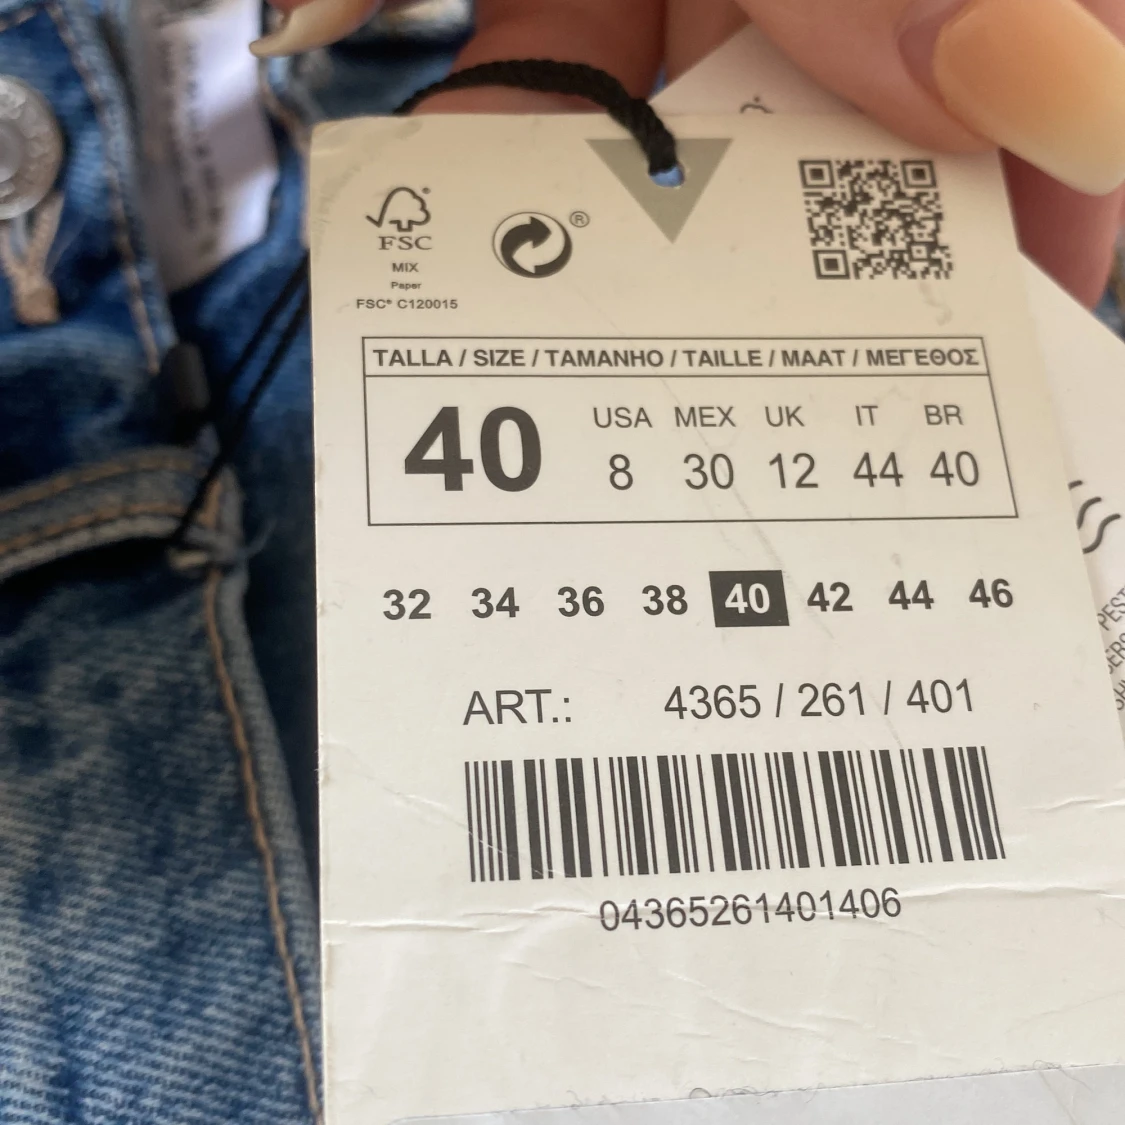 FSC
MIX
Paper
FSC® C120015
®
TALLA / SIZE / TAMANHO / TAILLE / MAAT / ΜΕΓΕΘΟΣ
40
USA MEX UK IT BR
8 30 12 44 40
32 34 36 38 40 42 44 46
ART.: 4365 / 261 / 401
04365261401406